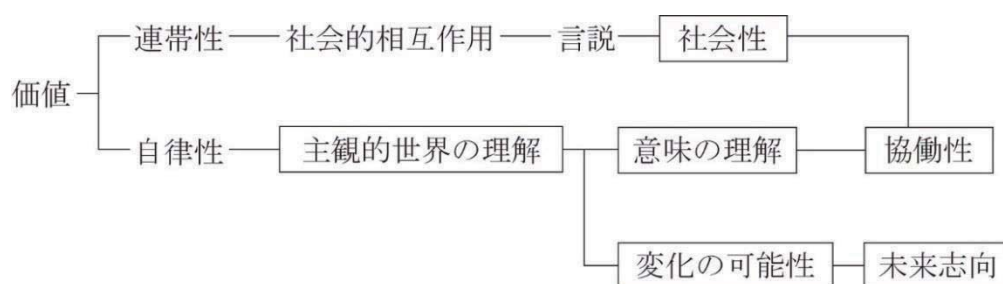 連帯性 社会的相互作用 言説 社会性
価値
自律性 主観的世界の理解 意味の理解 協働性
変化の可能性 未来志向